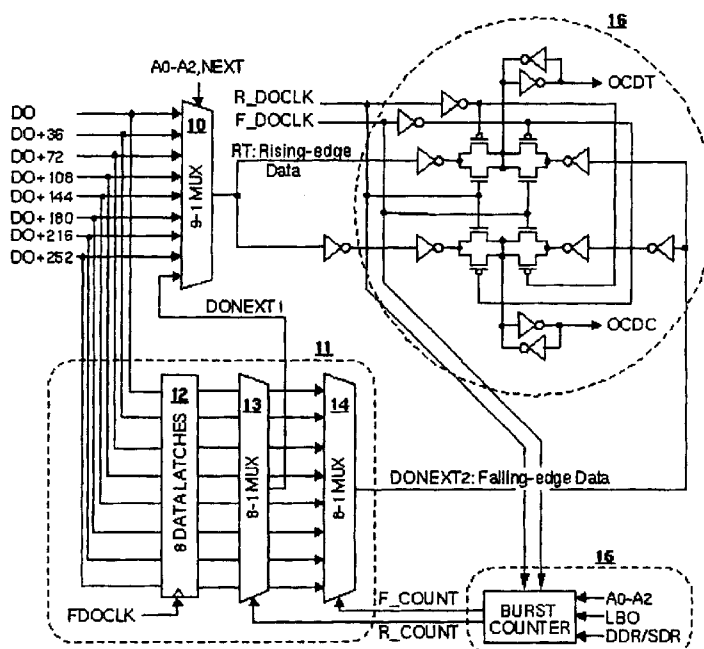 16
A0-A2,NEXT
OCDT
R_DOCLK
F_DOCLK
DO
DO+36
DO+72
DO+108
DO+144
DO+180
DO+216
DO+252
10
9-1 MUX
RT: Rising-edge
Data
DONEXT1
OCDC
11
12
8 DATA LATCHES
13
8-1 MUX
14
8-1 MUX
DONEXT2: Falling-edge Data
15
FDOCLK
F_COUNT
R_COUNT
BURST
COUNTER
A0-A2
LBO
DDR/SDR